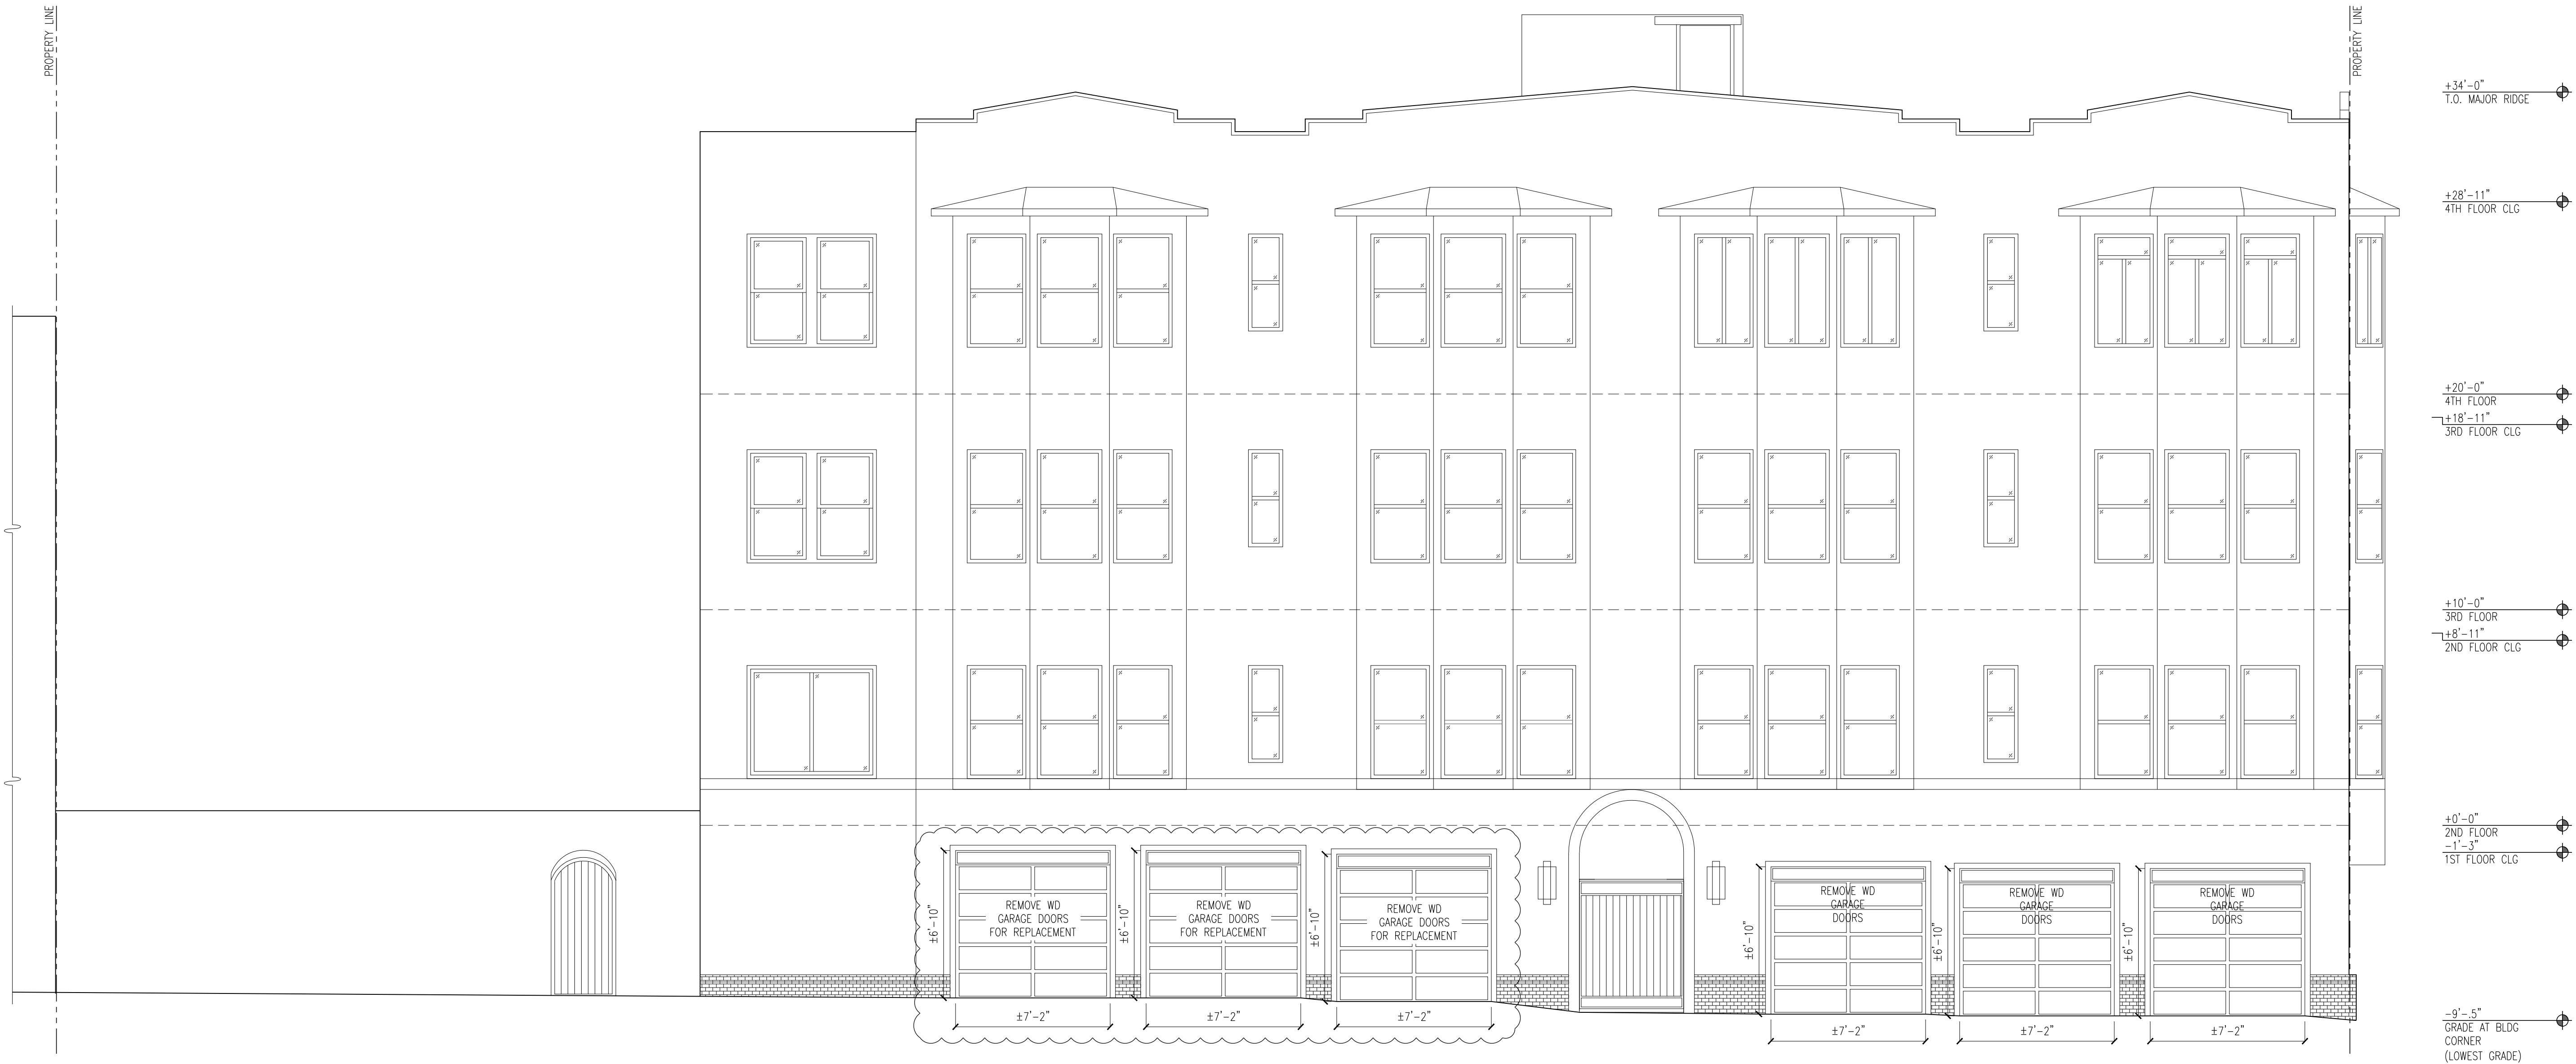 PROPERTY LINE
PROPERTY LINE
+34'-0"
T.O. MAJOR RIDGE
+28'-11"
4TH FLOOR CLG
+20'-0"
4TH FLOOR
+18'-11"
3RD FLOOR CLG
+10'-0"
3RD FLOOR
+8'-11"
2ND FLOOR CLG
+0'-0"
2ND FLOOR
-1'-3"
1ST FLOOR CLG
-9'-.5"
GRADE AT BLDG
CORNER
(LOWEST GRADE)
±6'-10"
REMOVE WD
GARAGE DOORS
FOR REPLACEMENT
±7'-2"
±6'-10"
REMOVE WD
GARAGE DOORS
FOR REPLACEMENT
±7'-2"
±6'-10"
REMOVE WD
GARAGE DOORS
FOR REPLACEMENT
±7'-2"
±6'-10"
REMOVE WD
GARAGE
DOORS
±7'-2"
±6'-10"
REMOVE WD
GARAGE
DOORS
±7'-2"
±6'-10"
REMOVE WD
GARAGE
DOORS
±7'-2"